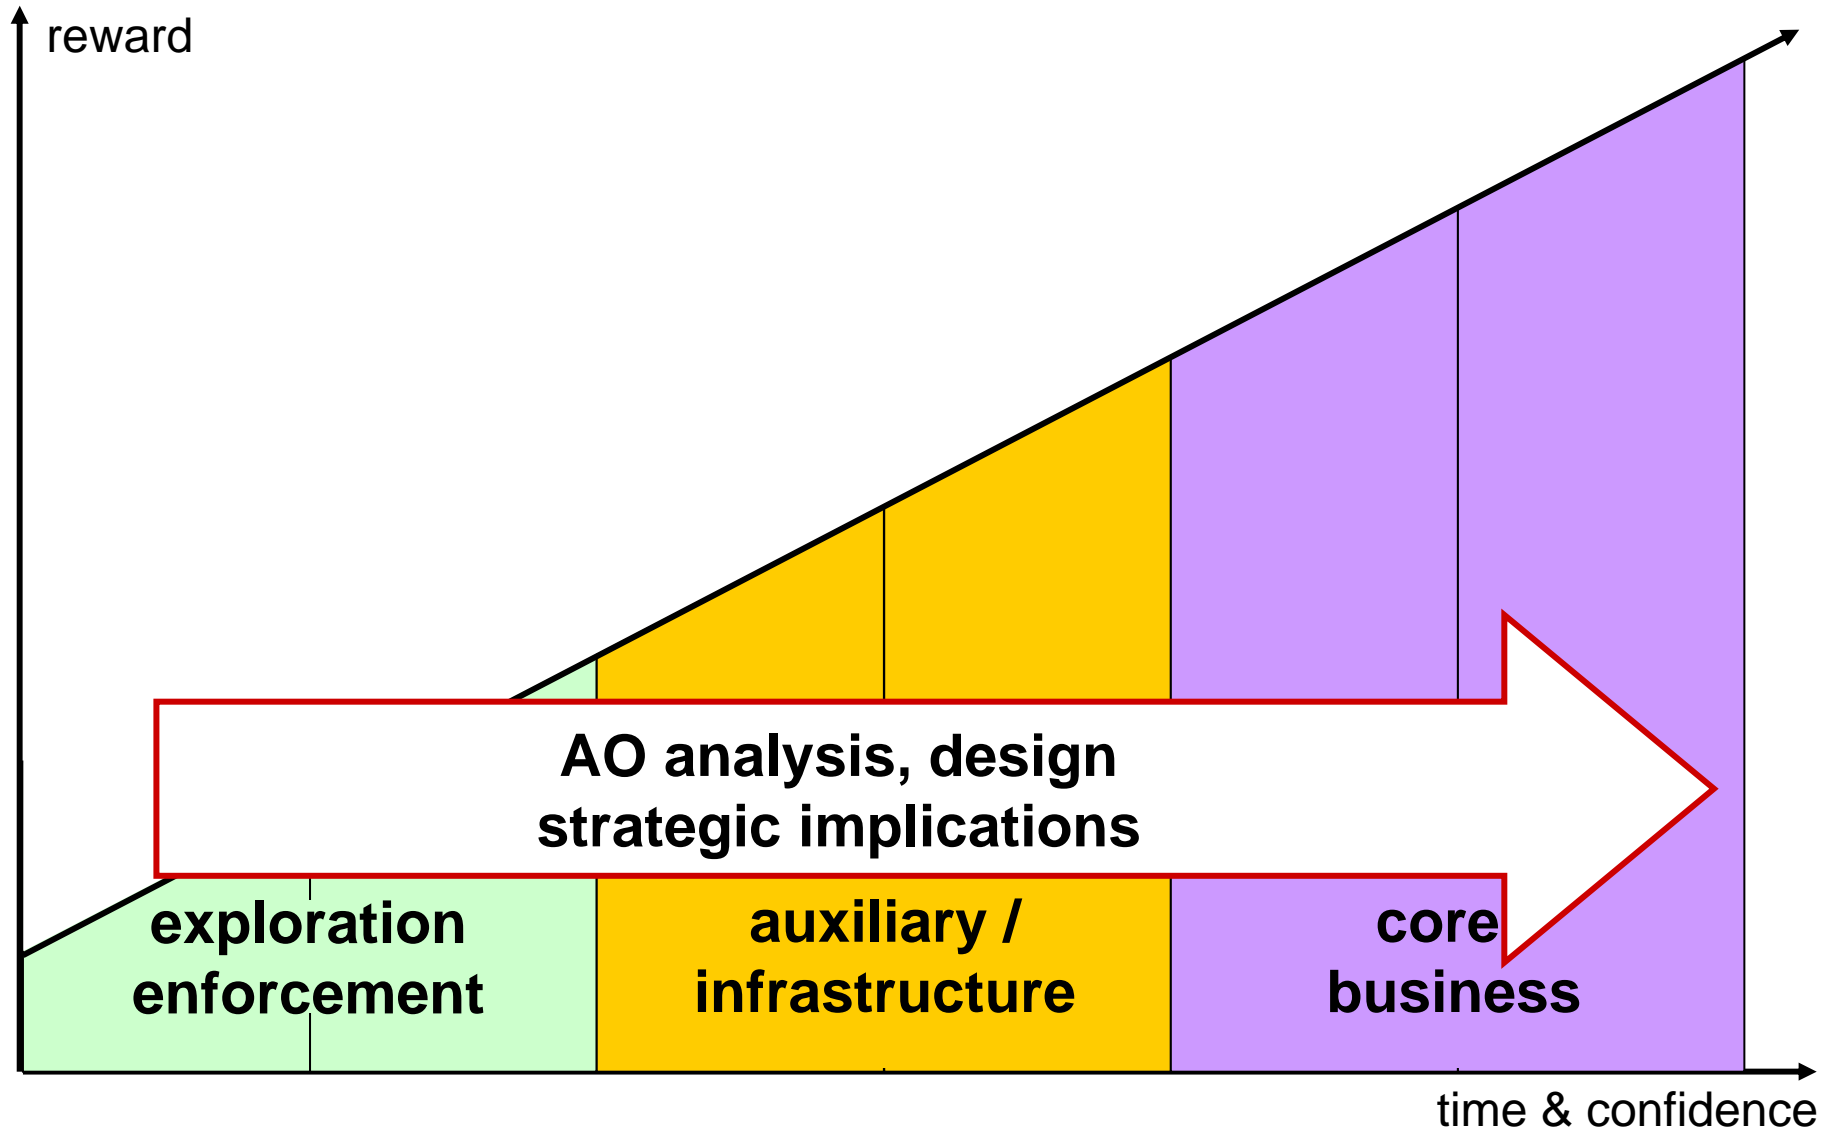 reward
AO analysis, design
strategic implications
exploration
enforcement
auxiliary /
infrastructure
core
business
time & confidence